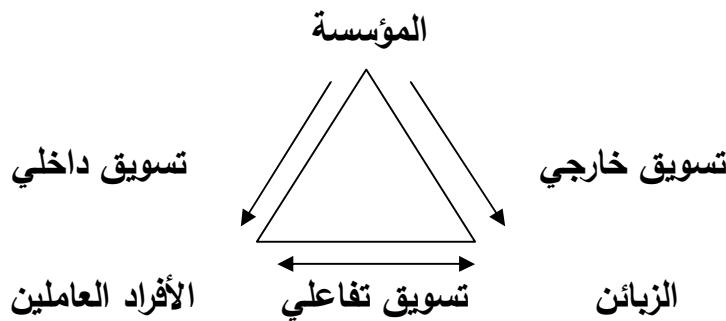 المؤسسة
تسويق خارجي
تسويق داخلي
الزبائن
تسويق تفاعلي
الأفراد العاملين